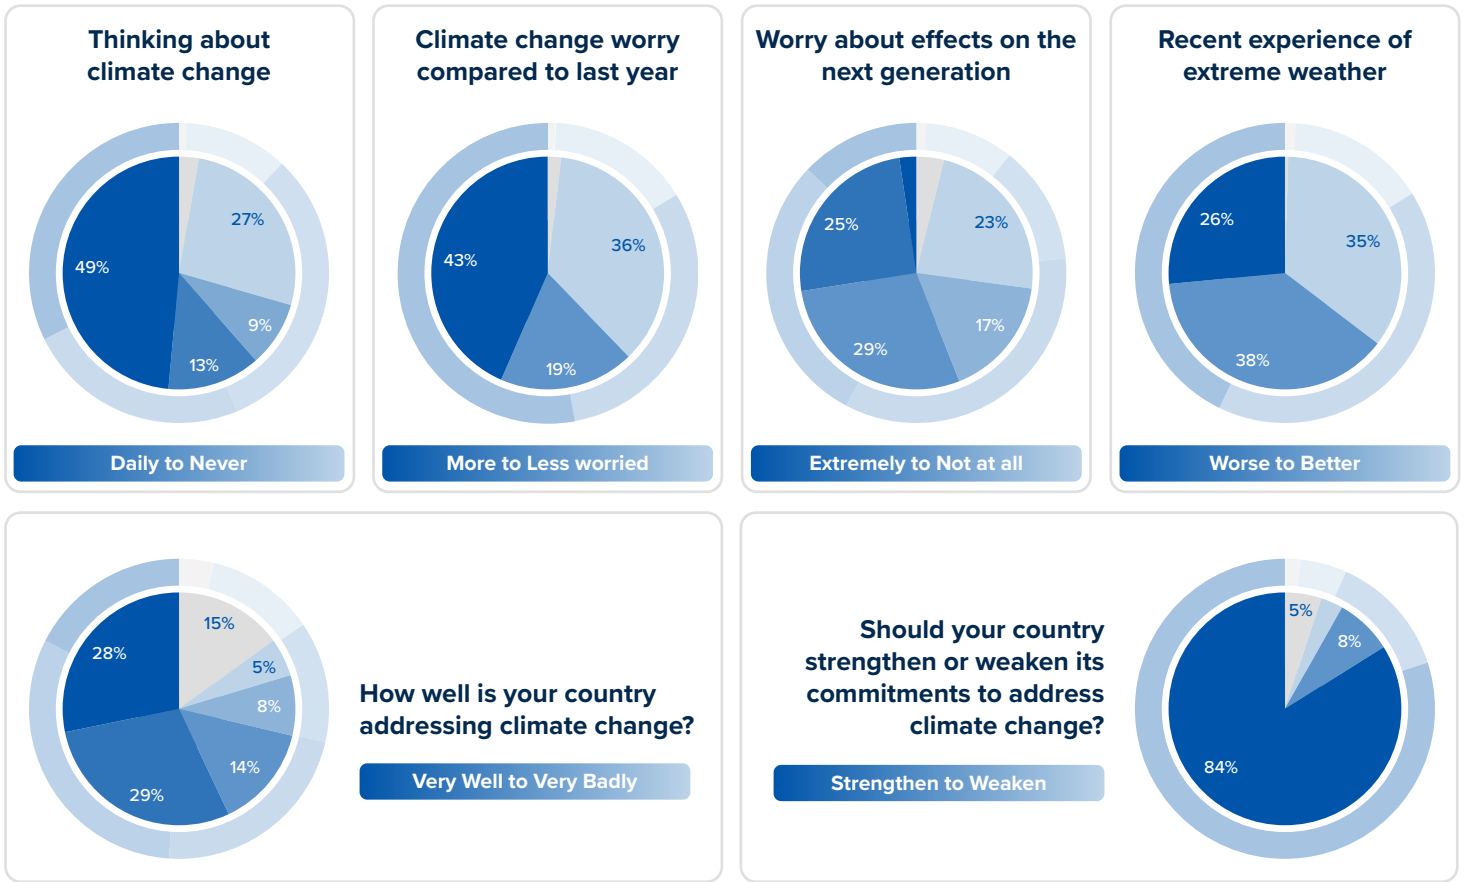 Thinking about
climate change
27%
49%
9%
13%
Daily to Never
Climate change worry
compared to last year
36%
43%
19%
More to Less worried
Worry about effects on the
next generation
25%
23%
17%
29%
Extremely to Not at all
Recent experience of
extreme weather
26%
35%
38%
Worse to Better
15%
28%
5%
8%
14%
29%
How well is your country
addressing climate change?
Very Well to Very Badly
Should your country
strengthen or weaken its
commitments to address
climate change?
Strengthen to Weaken
5%
8%
84%